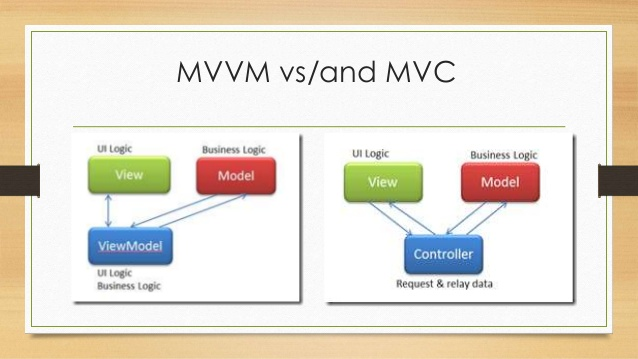 MVVM vs/and MVC
UI Logic
Business Logic
View
Model
ViewModel
UI Logic
Business Logic
UI Logic
Business Logic
View
Model
Controller
Request & relay data